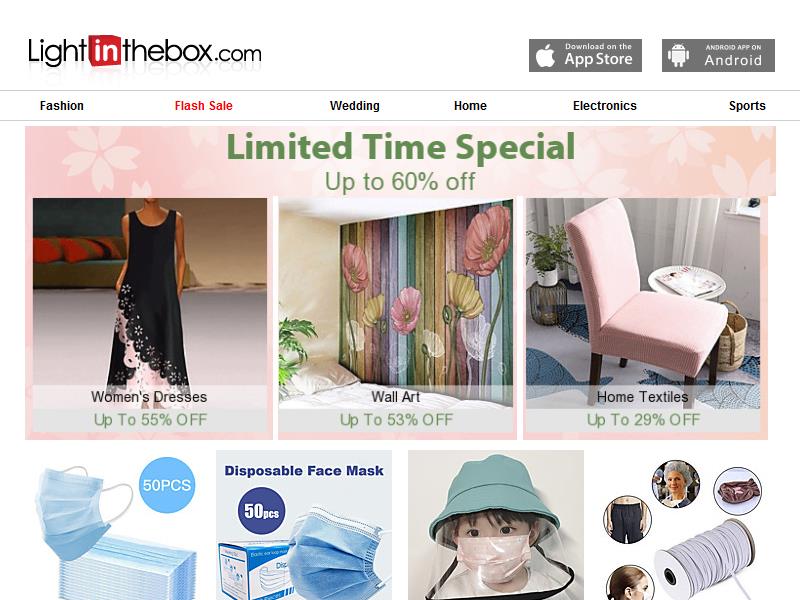 Lightinthebox.com
Download on the
App Store
ANDROID APP ON
Android
Fashion
Flash Sale
Wedding
Home
Electronics
Sports
Limited Time Special
Up to 60% off
Women's Dresses
Up To 55% OFF
Wall Art
Up To 53% OFF
Home Textiles
Up To 29% OFF
50PCS
Disposable Face Mask
50pcs